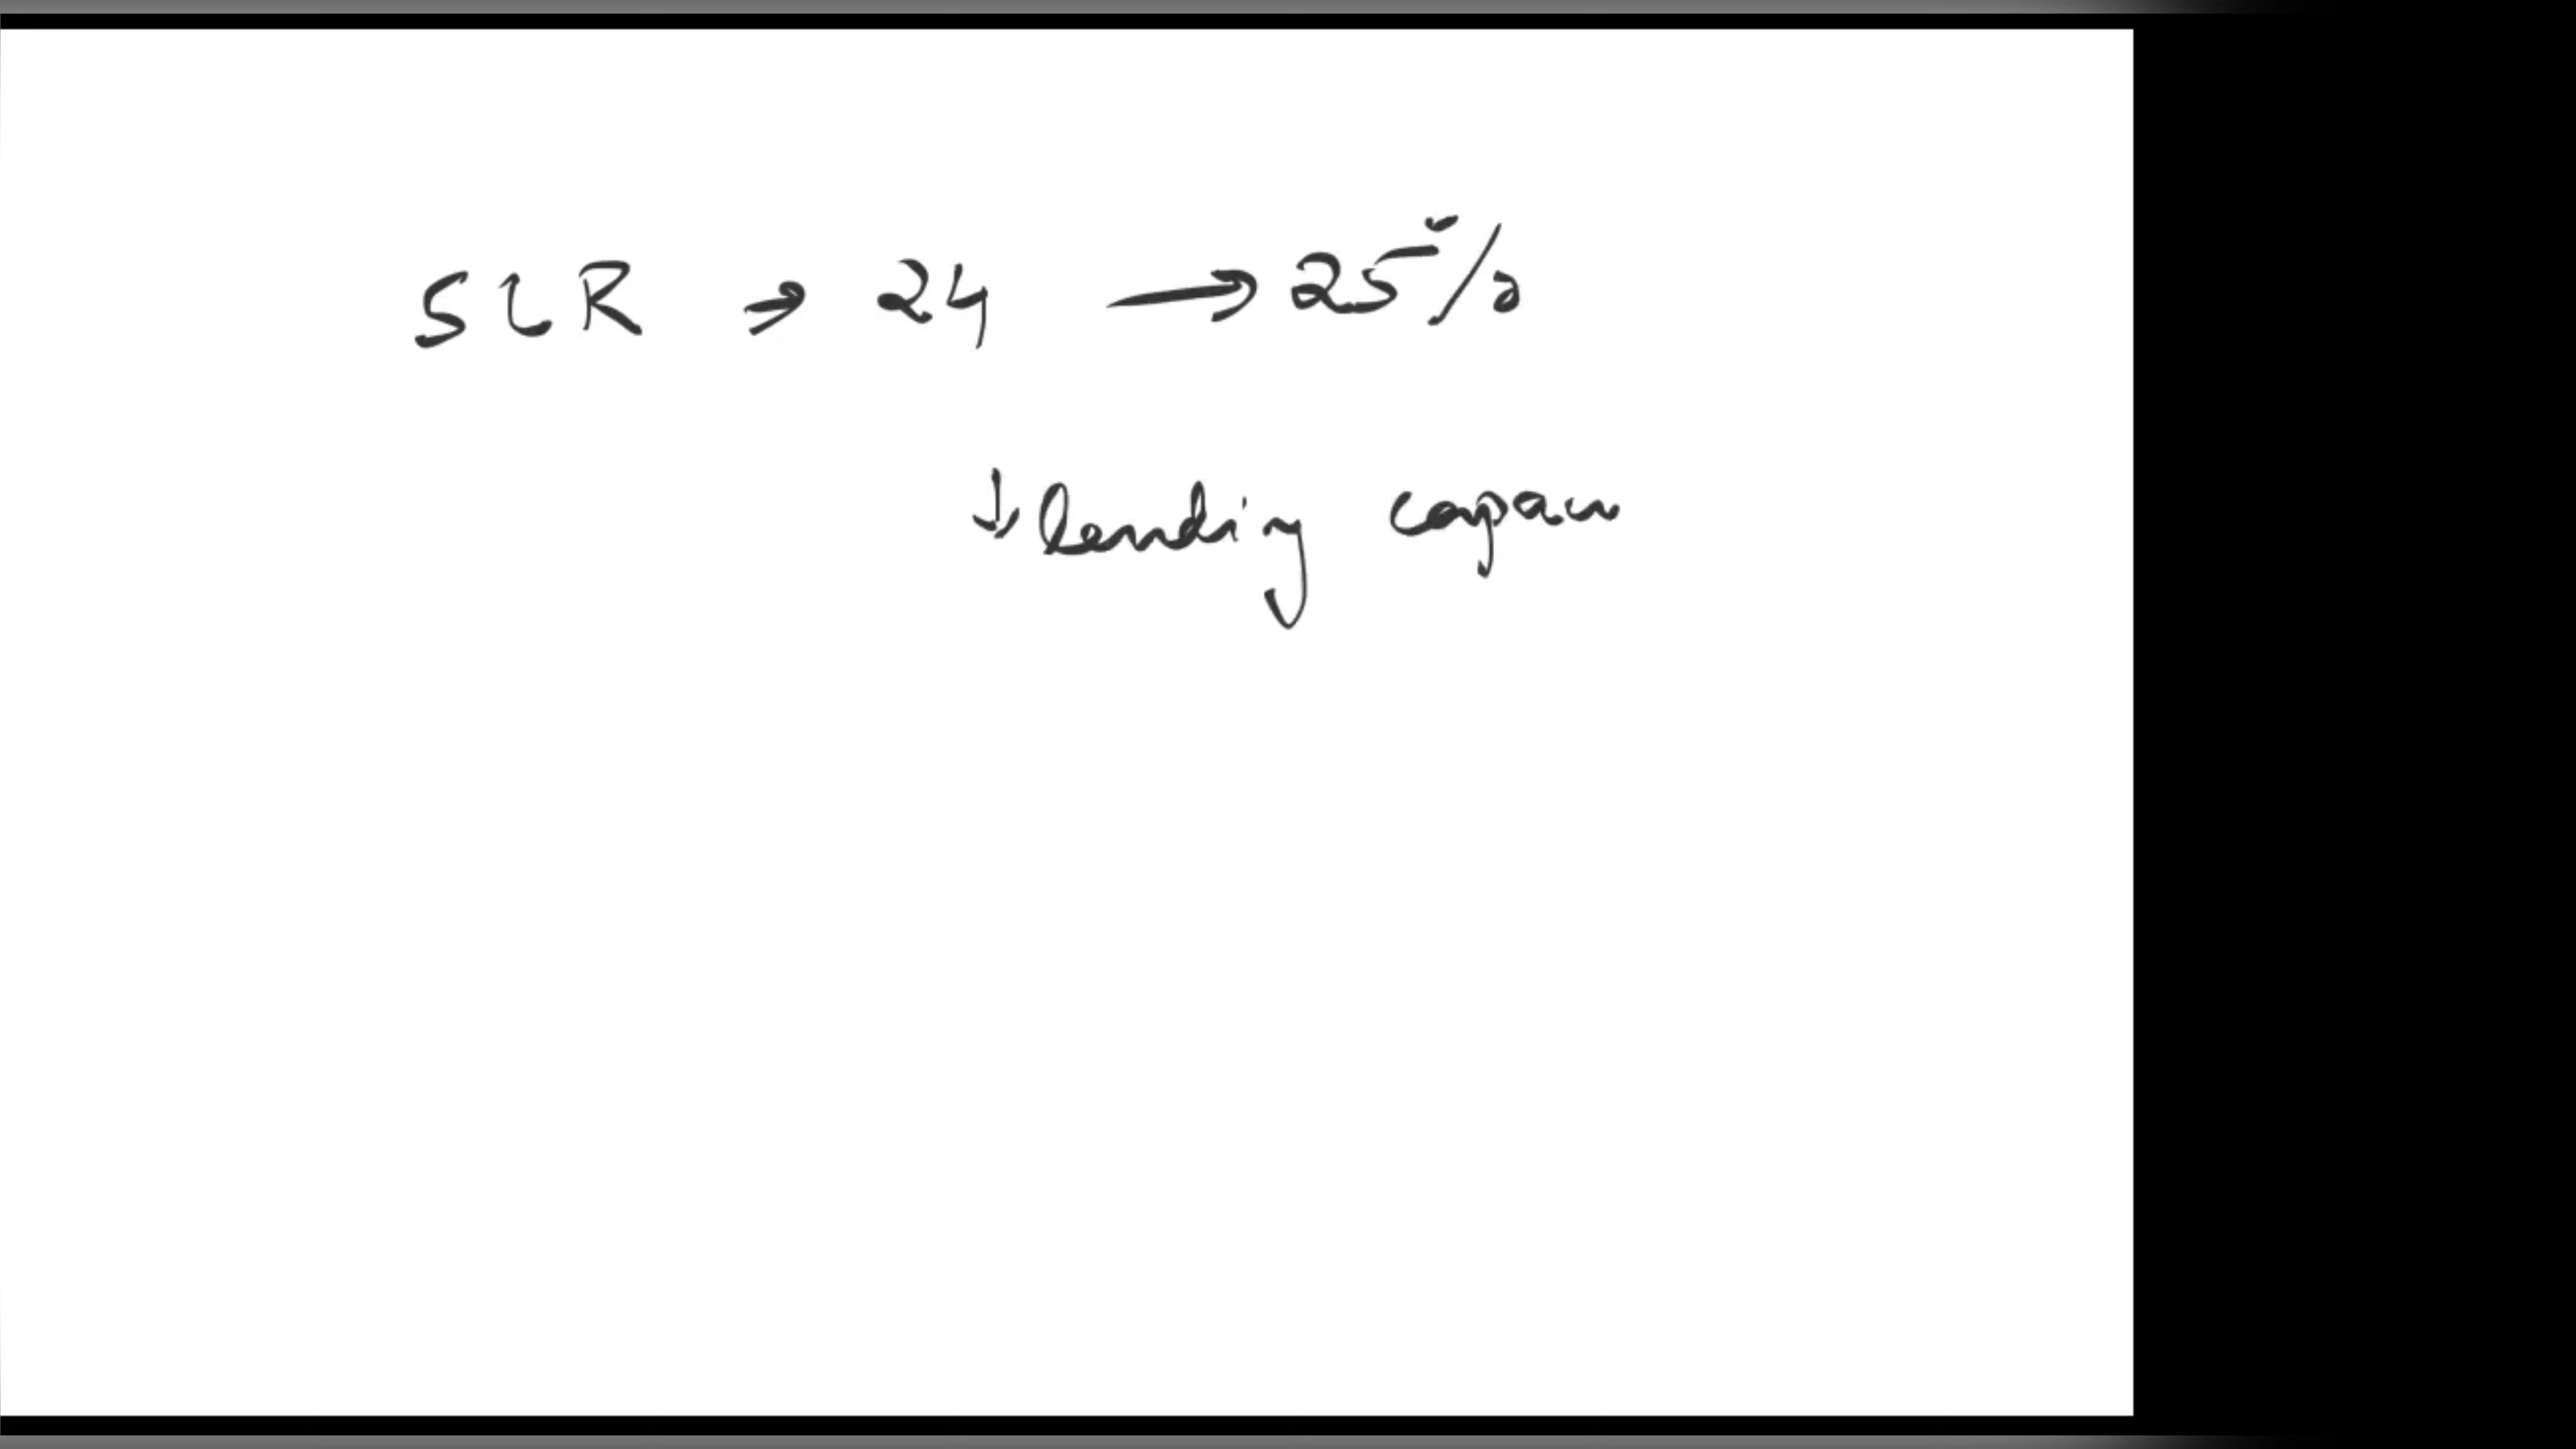 SLR → 24 → 25%
↓ lending capac